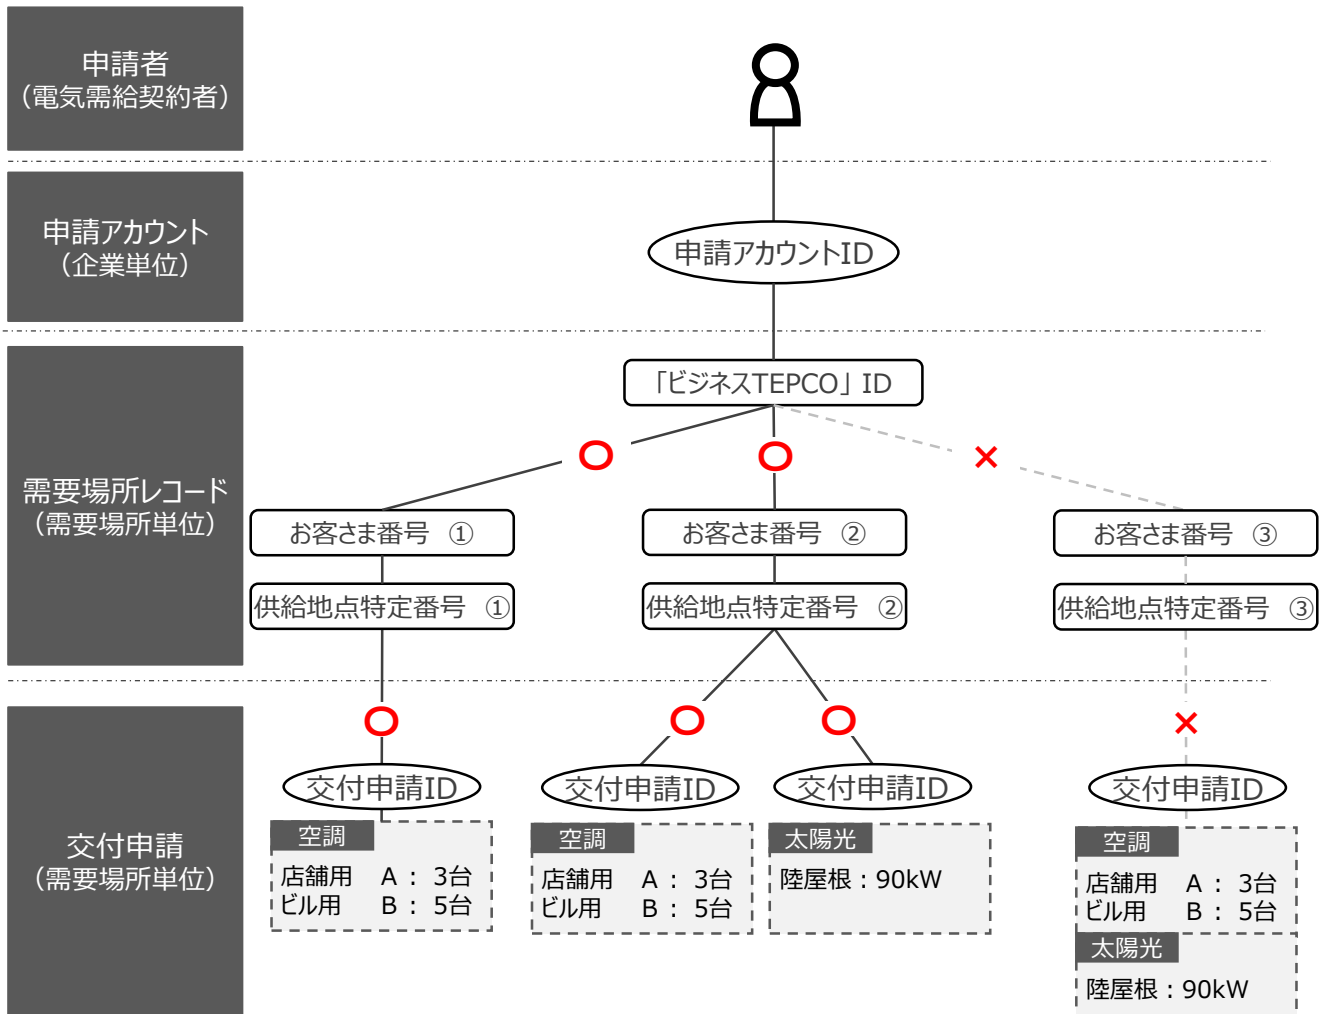 申請者
（電気需給契約者）
申請アカウント
（企業単位）
申請アカウントID
「ビジネスTEPCO」ID
需要場所レコード
（需要場所単位）
お客さま番号 ①
お客さま番号 ②
お客さま番号 ③
供給地点特定番号 ①
供給地点特定番号 ②
供給地点特定番号 ③
交付申請
（需要場所単位）
交付申請ID
空調
店舗用 A： 3台
ビル用 B： 5台
交付申請ID
空調
店舗用 A： 3台
ビル用 B： 5台
交付申請ID
太陽光
陸屋根：90kW
交付申請ID
空調
店舗用 A： 3台
ビル用 B： 5台
太陽光
陸屋根：90kW